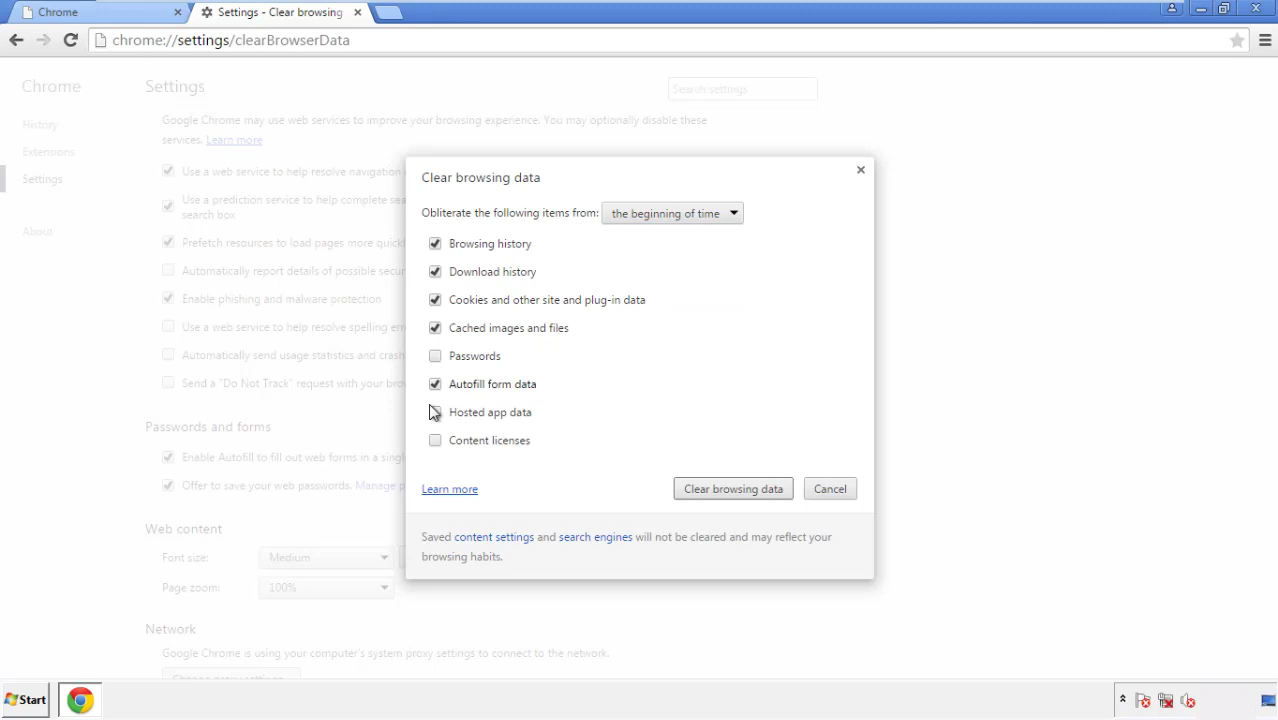 Chrome
Settings - Clear browsing
chrome://settings/clearBrowserData
Chrome
Settings
Search settings
History
Extensions
Settings
About
Google Chrome may use web services to improve your browsing experience. You may optionally disable these
services. Learn more
Use a web service to help resolve navigation
Use a prediction service to help complete
search box
Prefetch resources to load pages more
Automatically report details of possible
Enable phishing and malware protection
Use a web service to help resolve spelling
Automatically send usage statistics and
Send a "Do Not Track" request with your
Passwords and forms
Enable Autofill to fill out web forms in a
Offer to save your web passwords. Manage
Web content
Font size: Medium
Page zoom: 100%
Network
Google Chrome is using your computer's system proxy settings to connect to the network.
Clear browsing data
Obliterate the following items from: the beginning of time
Browsing history
Download history
Cookies and other site and plug-in data
Cached images and files
Passwords
Autofill form data
Hosted app data
Content licenses
Learn more
Clear browsing data
Cancel
Saved content settings and search engines will not be cleared and may reflect your
browsing habits.
Start